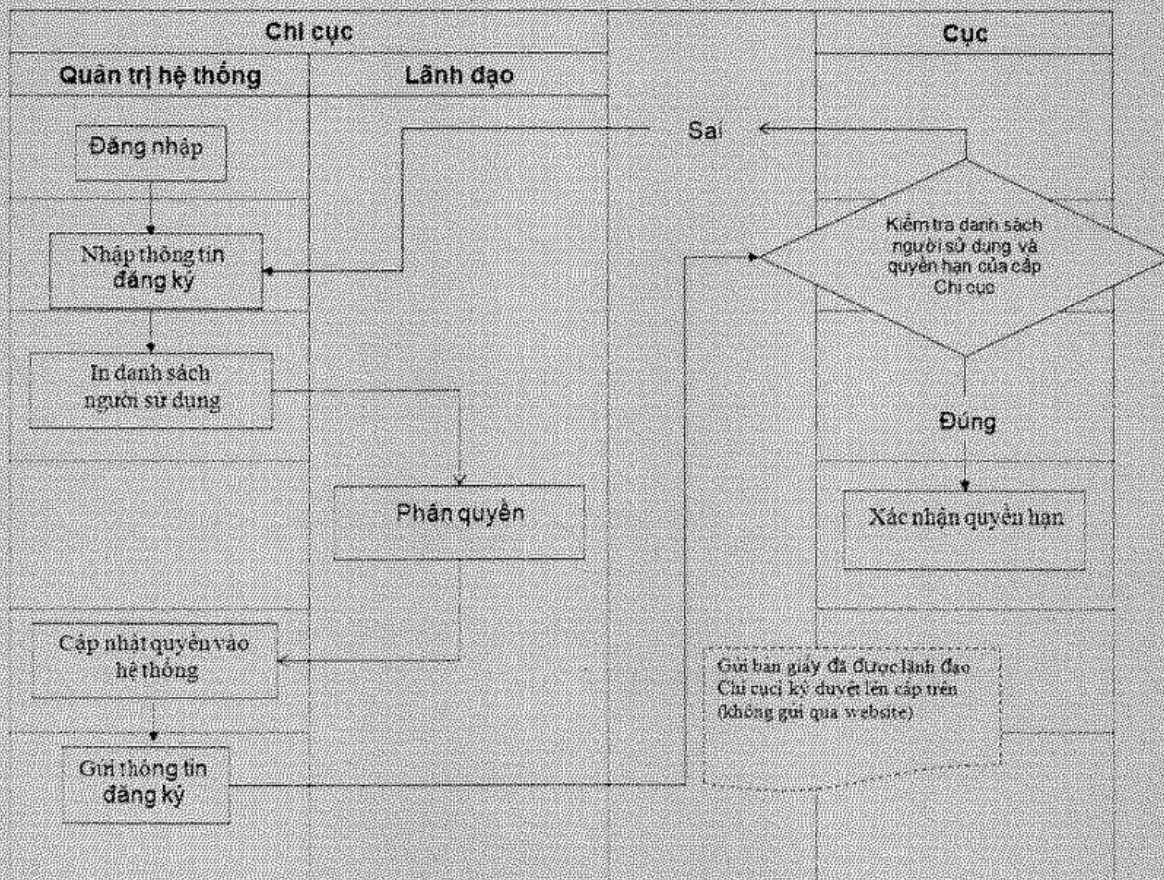 Chi cục
Cục
Quản trị hệ thống
Lãnh đạo
Đăng nhập
Sai
Kiểm tra danh sách
người sử dụng và
quyền hạn của cấp
Chi cục
Nhập thông tin
đăng ký
In danh sách
người sử dụng
Đúng
Phân quyền
Xác nhận quyền hạn
Cập nhật quyền vào
hệ thống
Gửi bản giấy đã được lãnh đạo
Chi cụci ký duyệt lên cấp trên
(không gửi qua website)
Gửi thông tin
đăng ký